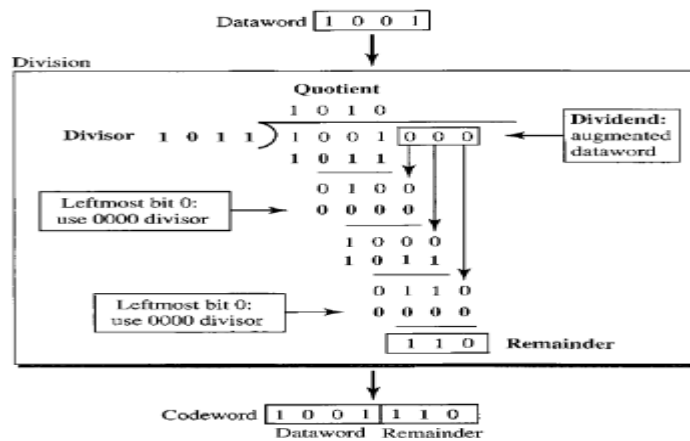 Dataword 1 0 0 1
Division
Quotient
1 0 1 0
Divisor 1 0 1 1 1 0 0 1 0 0 0
Dividend:
augmented
dataword
1 0 1 1
Leftmost bit 0:
use 0000 divisor
0 1 0 0
0 0 0 0
1 0 0 0
1 0 1 1
Leftmost bit 0:
use 0000 divisor
0 1 1 0
0 0 0 0
1 1 0 Remainder
Codeword 1 0 0 1 1 1 0
Dataword Remainder